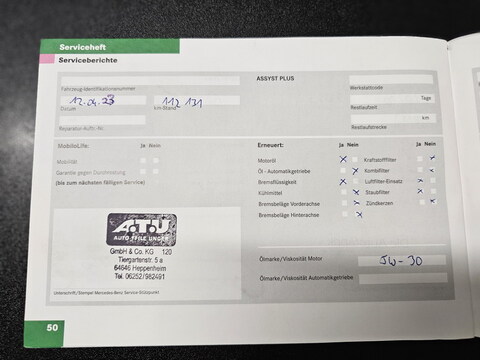 Serviceheft
Serviceberichte
Fahrzeug-Identifikationsnummer
ASSYST PLUS
Werkstattcode
12.04.23
112 131
Tage
Datum
km-Stand
Restlaufzeit
km
Reparatur-Auftr.-Nr.
Restlaufstrecke
MobiloLife:
Ja Nein
Erneuert:
Ja Nein
Ja Nein
Mobilität
Motoröl
Kraftstofffilter
Garantie gegen Durchrostung
Öl - Automatikgetriebe
Kombifilter
(bis zum nächsten fälligen Service)
Bremsflüssigkeit
Luftfilter-Einsatz
Kühlmittel
Staubfilter
Bremsbeläge Vorderachse
Zündkerzen
Bremsbeläge Hinterachse
A.T.U
AUTO TEILE UNGER
GmbH & Co. KG 120
Tiergartenstr. 5 a
64646 Heppenheim
Tel. 06252/982491
Ölmarke/Viskosität Motor
5W-30
Ölmarke/Viskosität Automatikgetriebe
Unterschrift/Stempel Mercedes-Benz Service-Stützpunkt
50